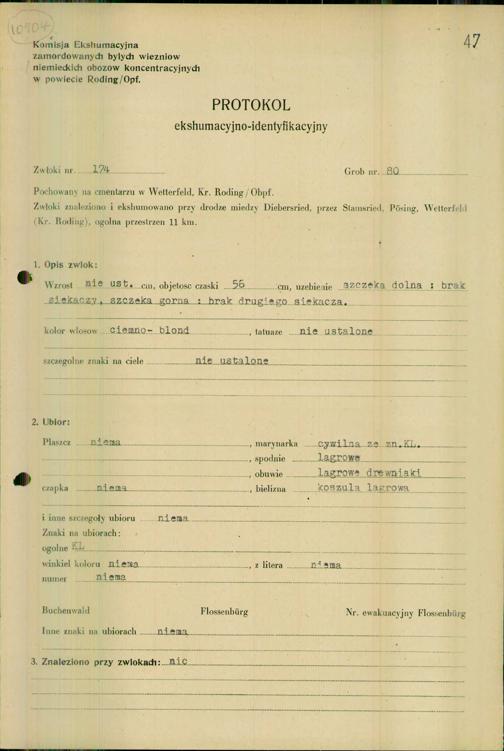 10704
47
Komisja Ekshumacyjna
zamordowanych bylych wiezniow
niemieckich obozow koncentracyjnych
w powiecie Roding/Opf.
PROTOKOL
ekshumacyjno-identyfikacyjny
Zwloki nr. 174 Grob nr. 80
Pochowany na cmentarzu w Wetterfeld, Kr. Roding/Obpf.
Zwloki znaleziono i ekshumowano przy drodze miedzy Diebersried, przez Stamsried, Pösing, Wetterfeld
(Kr. Roding), ogolna przestrzen 11 km.
1. Opis zwlok:
Wzrost nie ust. cm, objetosc czaski 56 cm, uzebienie szczeka dolna : brak
siekaczy, szczeka gorna : brak drugiego siekacza.
kolor wlosow ciemno- blond , tatuaze nie ustalone
szczegolne znaki na ciele nie ustalone
2. Ubior:
Plaszcz niema , marynarka cywilna ze zn.KL.
, spodnie lagrowe
, obuwie lagrowe drewniaki
czapka niema , bielizna koszula lagrowa
i inne szczegoly ubioru niema
Znaki na ubiorach:
ogolne KL
winkiel koloru niema , z litera niema
numer niema
Buchenwald Flossenbürg Nr. ewakuacyjny Flossenbürg
Inne znaki na ubiorach niema
3. Znaleziono przy zwlokach: nic